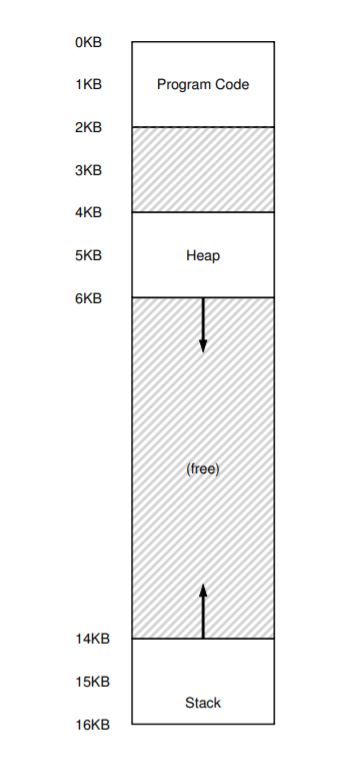 0KB
1KB
Program Code
2KB
3KB
4KB
5KB
Heap
6KB
(free)
14KB
15KB
Stack
16KB